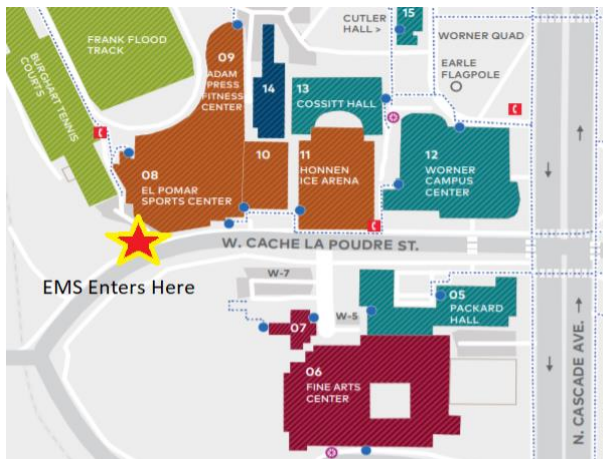 15
CUTLER
HALL >
WORNER QUAD
FRANK FLOOD
TRACK
BURGHART TENNIS
COURTS
09
ADAM
PRESS
FITNESS
CENTER
14
13
COSSITT HALL
EARLE
FLAGPOLE
08
EL POMAR
SPORTS CENTER
10
11
HONNEN
ICE ARENA
12
WORNER
CAMPUS
CENTER
W. CACHE LA POUDRE ST.
EMS Enters Here
W-7
W-5
05
PACKARD
HALL
07
06
FINE ARTS
CENTER
N. CASCADE AVE.